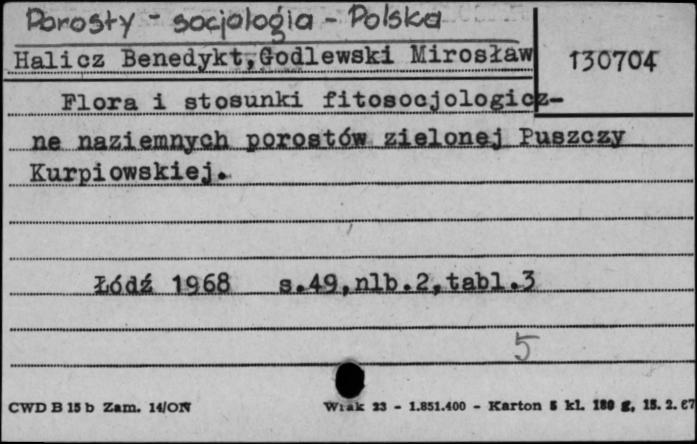 Porosty - socjologia - Polska
Halicz Benedykt, Godlewski Mirosław
130704
Flora i stosunki fitosocjologicz-
ne naziemnych porostów zielonej Puszczy
Kurpiowskiej.
Łódź 1968 s.49,nlb.2,tabl.3
5
CWD B 15 b Zam. 14/ON
W-ak 23 - 1.851.400 - Karton 5 kl. 180 g, 15. 2. 67